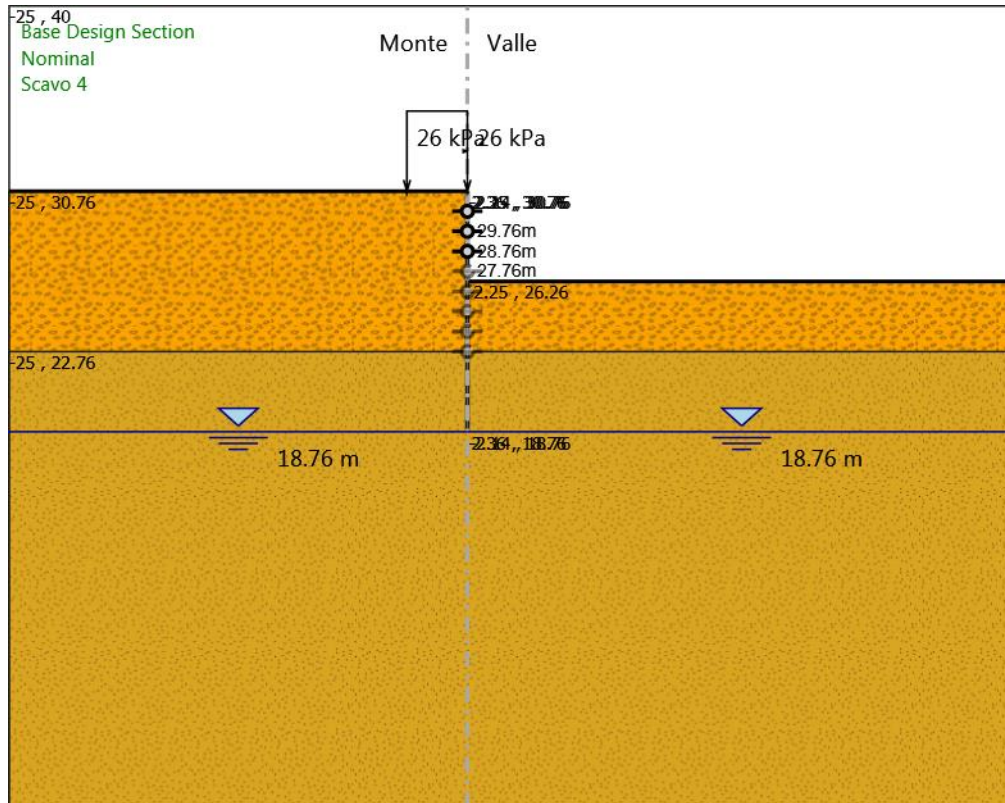 -25 , 40
Base Design Section
Nominal
Scavo 4
Monte
Valle
26 kPa
26 kPa
-25 , 30.76
29.76m
28.76m
27.76m
-2.25 , 26.26
-25 , 22.76
18.76 m
18.76 m